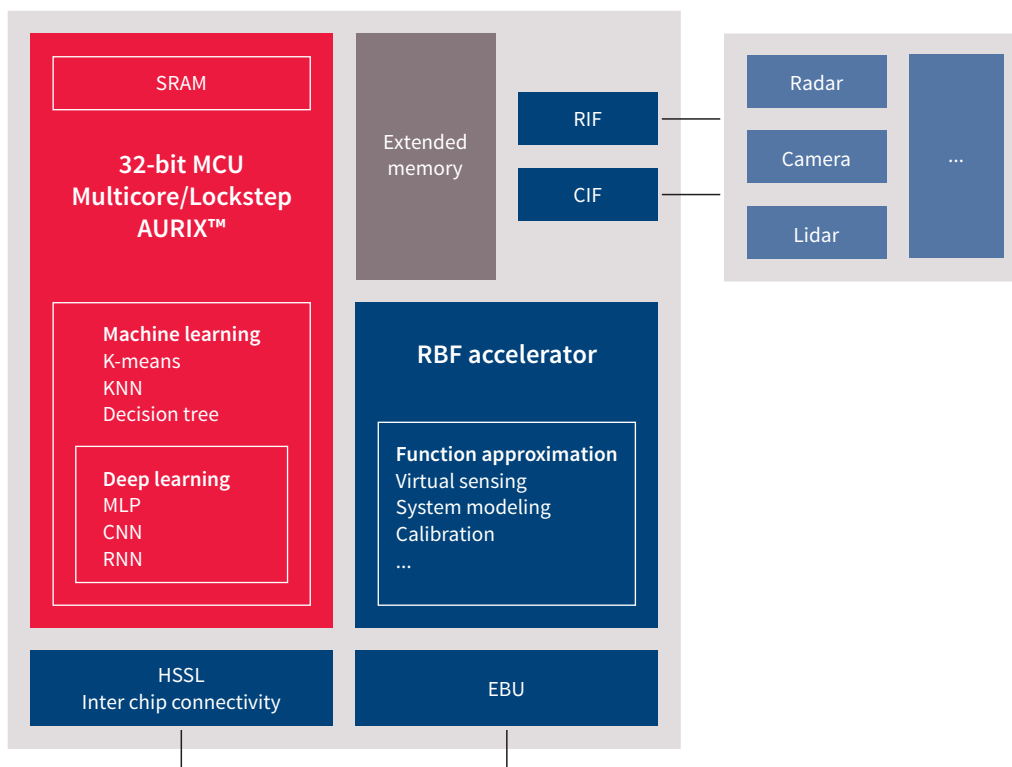 SRAM
32-bit MCU
Multicore/Lockstep
AURIX™
Machine learning
K-means
KNN
Decision tree
Deep learning
MLP
CNN
RNN
Extended
memory
RIF
CIF
Radar
Camera
Lidar
...
RBF accelerator
Function approximation
Virtual sensing
System modeling
Calibration
...
HSSL
Inter chip connectivity
EBU